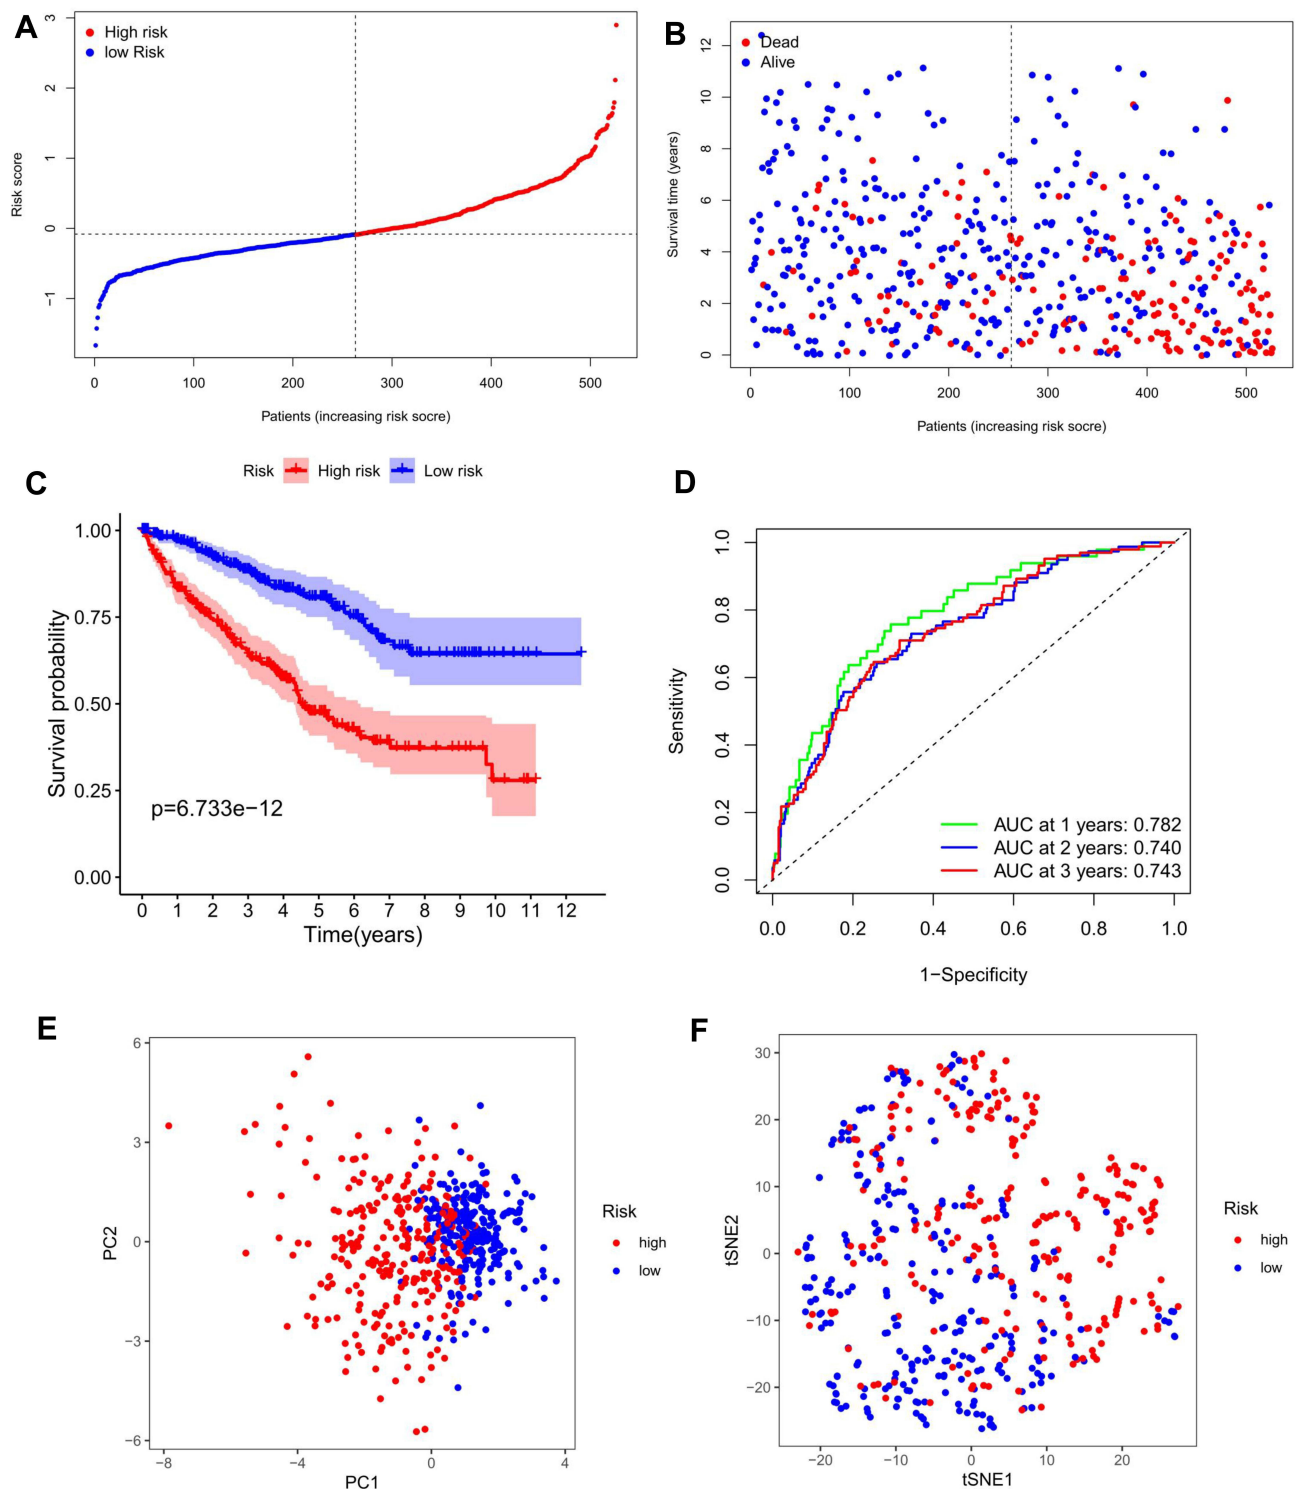 A
High risk
low Risk
Risk score
3
2
1
0
−1
0 100 200 300 400 500
Patients (increasing risk socre)
B
Dead
Alive
Survival time (years)
12
10
8
6
4
2
0
0 100 200 300 400 500
Patients (increasing risk socre)
C
Risk High risk Low risk
Survival probability
1.00
0.75
0.50
0.25
0.00
p=6.733e−12
0 1 2 3 4 5 6 7 8 9 10 11 12
Time(years)
D
Sensitivity
1.0
0.8
0.6
0.4
0.2
0.0
AUC at 1 years: 0.782
AUC at 2 years: 0.740
AUC at 3 years: 0.743
0.0 0.2 0.4 0.6 0.8 1.0
1−Specificity
E
PC2
6
3
0
−3
−6
−8 −4 0 4
PC1
Risk
high
low
F
tSNE2
30
20
10
0
−10
−20
−20 −10 0 10 20
tSNE1
Risk
high
low